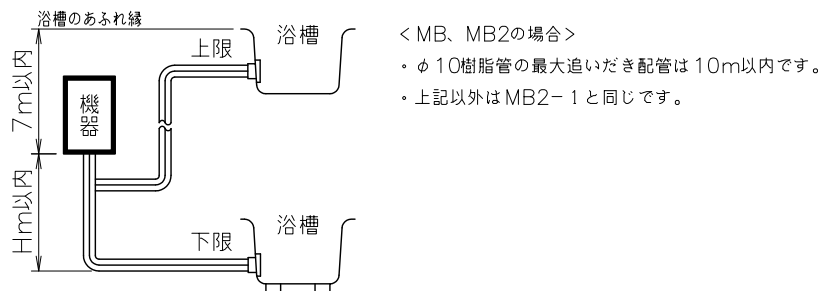 浴槽のあふれ縁
浴槽
上限
7m以内
機器
Hm以内
浴槽
下限
<MB、MB2の場合>
・φ10樹脂管の最大追いだき配管は10m以内です。
・上記以外はMB2-1と同じです。